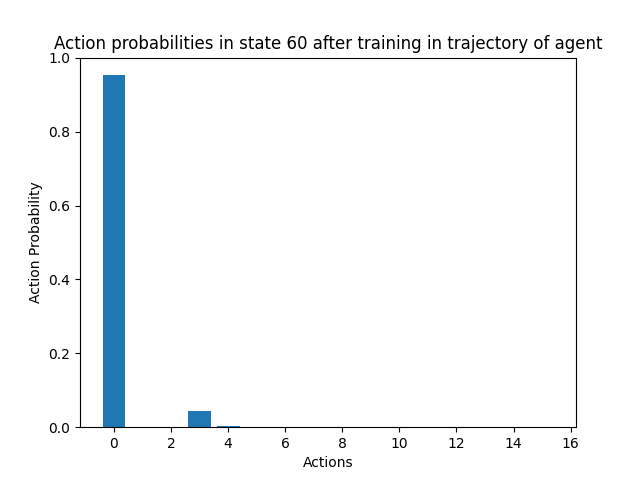 Action probabilities in state 60 after training in trajectory of agent
1.0
0.8
0.6
0.4
0.2
0.0
Action Probability
0 2 4 6 8 10 12 14 16
Actions